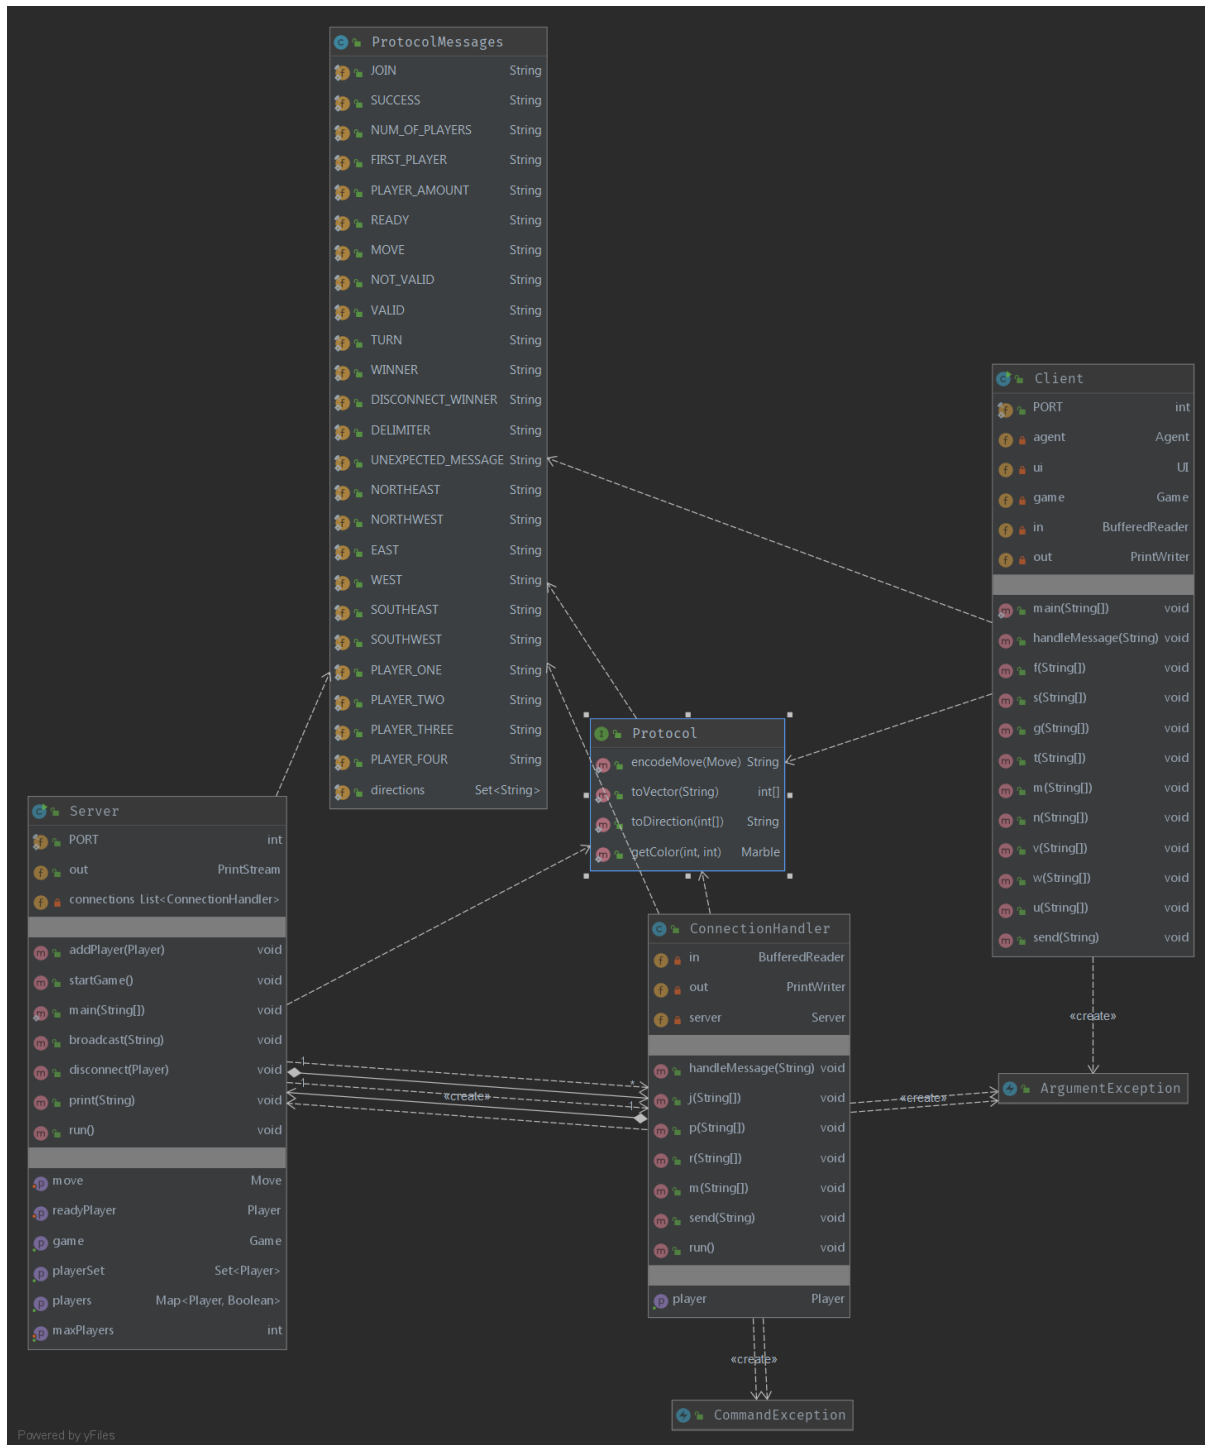 ProtocolMessages
JOIN String
SUCCESS String
NUM_OF_PLAYERS String
FIRST_PLAYER String
PLAYER_AMOUNT String
READY String
MOVE String
NOT_VALID String
VALID String
TURN String
WINNER String
DISCONNECT_WINNER String
DELIMITER String
UNEXPECTED_MESSAGE String
NORTHEAST String
NORTHWEST String
EAST String
WEST String
SOUTHEAST String
SOUTHWEST String
PLAYER_ONE String
PLAYER_TWO String
PLAYER_THREE String
PLAYER_FOUR String
directions Set<String>
Client
PORT int
agent Agent
ui UI
game Game
in BufferedReader
out PrintWriter
main(String[]) void
handleMessage(String) void
f(String[]) void
s(String[]) void
g(String[]) void
t(String[]) void
m(String[]) void
n(String[]) void
v(String[]) void
w(String[]) void
u(String[]) void
send(String) void
Protocol
encodeMove(Move) String
toVector(String) int[]
toDirection(int[]) String
getColor(int, int) Marble
Server
PORT int
out PrintStream
connections List<ConnectionHandler>
addPlayer(Player) void
startGame() void
main(String[]) void
broadcast(String) void
disconnect(Player) void
print(String) void
run() void
move Move
readyPlayer Player
game Game
playerSet Set<Player>
players Map<Player, Boolean>
maxPlayers int
ConnectionHandler
in BufferedReader
out PrintWriter
server Server
handleMessage(String) void
j(String[]) void
p(String[]) void
r(String[]) void
m(String[]) void
send(String) void
run() void
player Player
1 *
1 1
«create»
«create»
«create»
ArgumentException
«create»
CommandException
Powered by yFiles